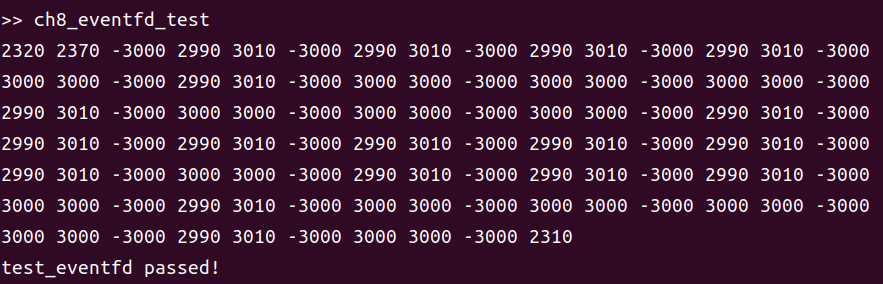 >> ch8_eventfd_test
2320 2370 -3000 2990 3010 -3000 2990 3010 -3000 2990 3010 -3000 2990 3010 -3000
3000 3000 -3000 2990 3010 -3000 3000 3000 -3000 3000 3000 -3000 3000 3000 -3000
2990 3010 -3000 3000 3000 -3000 3000 3000 -3000 3000 3000 -3000 2990 3010 -3000
2990 3010 -3000 2990 3010 -3000 2990 3010 -3000 2990 3010 -3000 2990 3010 -3000
2990 3010 -3000 3000 3000 -3000 2990 3010 -3000 2990 3010 -3000 2990 3010 -3000
3000 3000 -3000 2990 3010 -3000 3000 3000 -3000 3000 3000 -3000 3000 3000 -3000
3000 3000 -3000 2990 3010 -3000 3000 3000 -3000 2310
test_eventfd passed!